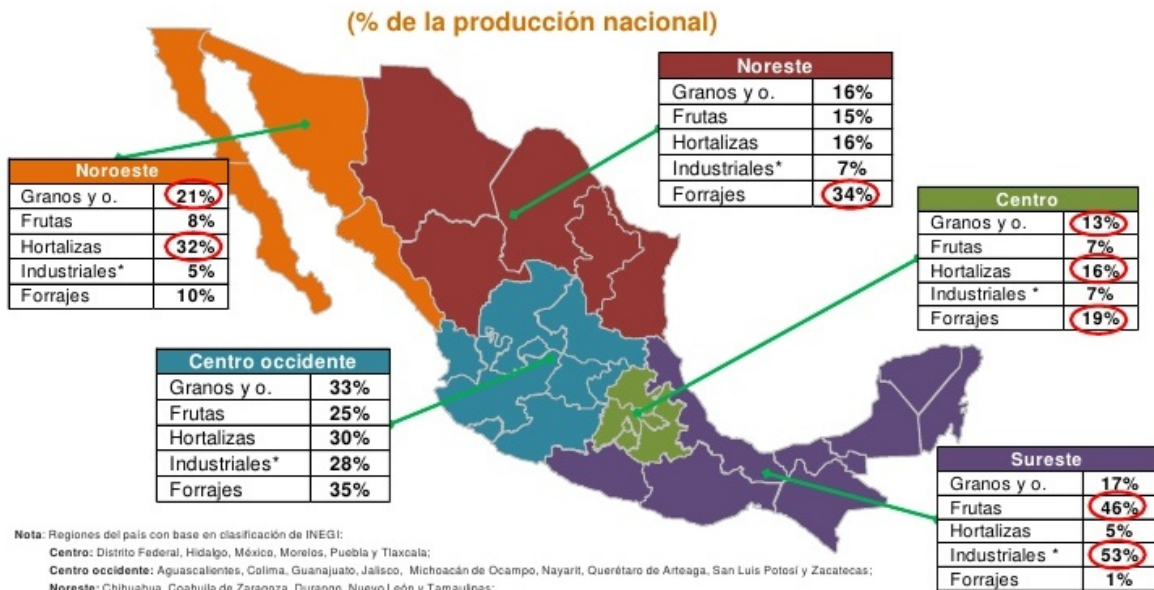 (% de la producción nacional)
Noreste
Granos y o. 16%
Frutas 15%
Hortalizas 16%
Industriales* 7%
Forrajes 34%
Noroeste
Granos y o. 21%
Frutas 8%
Hortalizas 32%
Industriales* 5%
Forrajes 10%
Centro
Granos y o. 13%
Frutas 7%
Hortalizas 16%
Industriales * 7%
Forrajes 19%
Centro occidente
Granos y o. 33%
Frutas 25%
Hortalizas 30%
Industriales* 28%
Forrajes 35%
Sureste
Granos y o. 17%
Frutas 46%
Hortalizas 5%
Industriales * 53%
Forrajes 1%
Nota: Regiones del país con base en clasificación de INEGI:
Centro: Distrito Federal, Hidalgo, México, Morelos, Puebla y Tlaxcala;
Centro occidente: Aguascalientes, Colima, Guanajuato, Jalisco, Michoacán de Ocampo, Nayarit, Querétaro de Arteaga, San Luis Potosí y Zacatecas;
Noreste: Chihuahua, Coahuila de Zaragoza, Durango, Nuevo León y Tamaulipas;